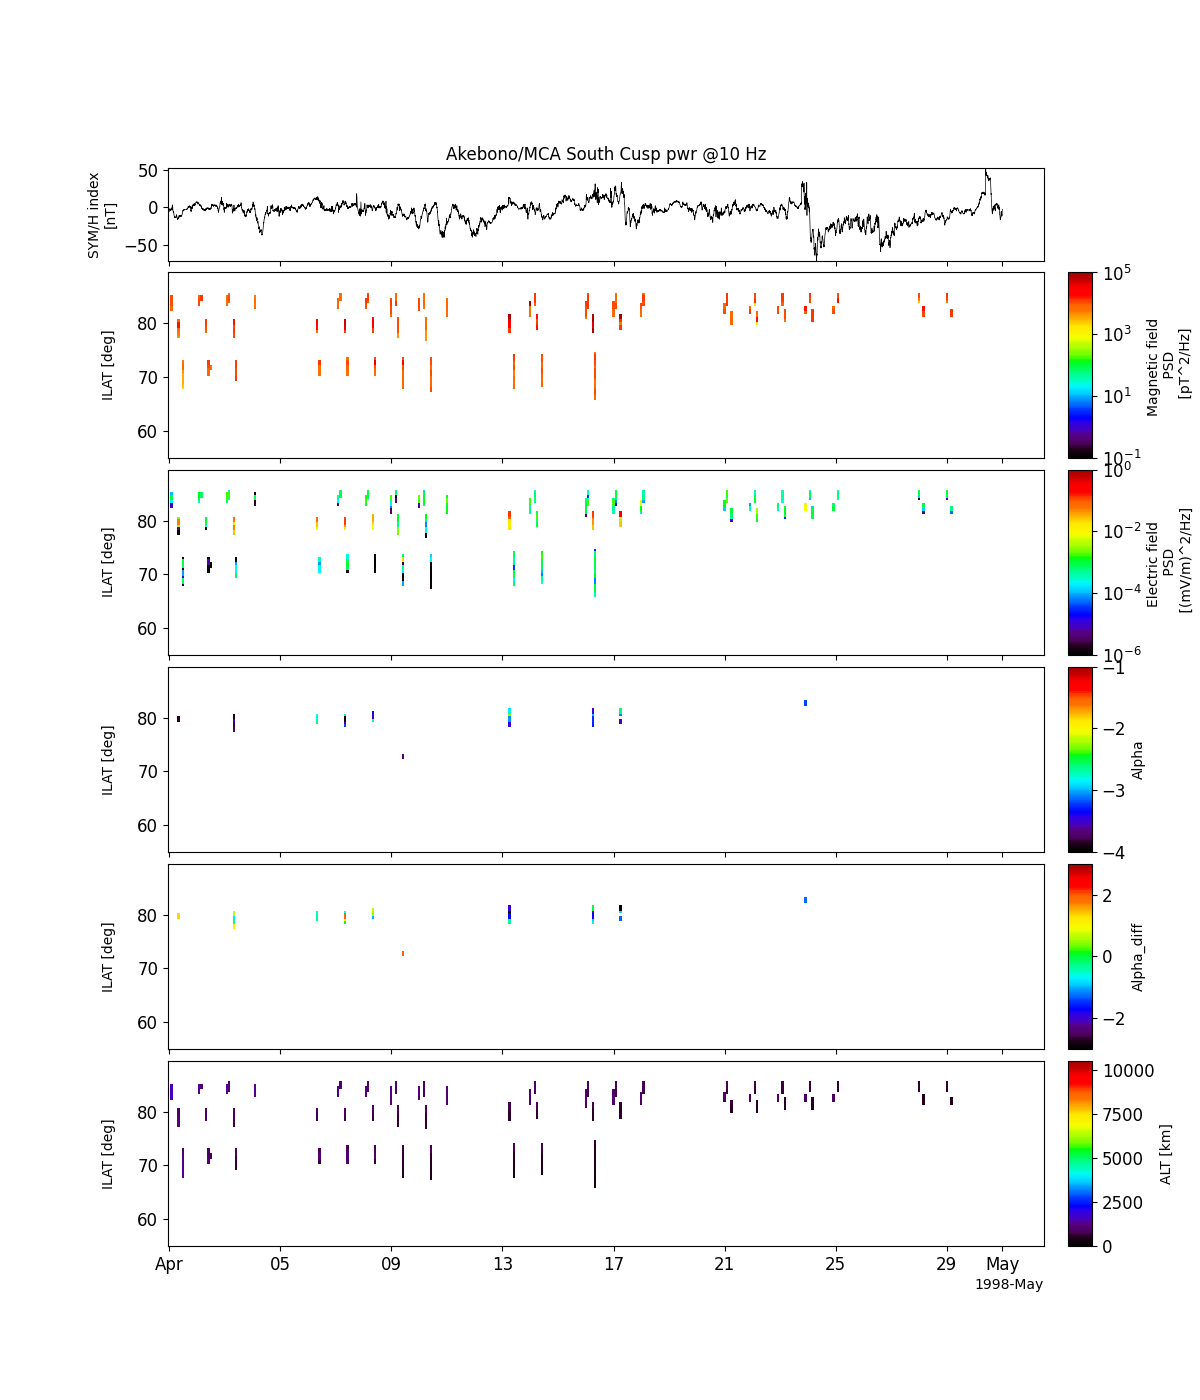 Akebono/MCA South Cusp pwr @10 Hz
SYM/H index
[nT]
50
0
−50
ILAT [deg]
80
70
60
10^5
10^3
10^1
10^−1
Magnetic field
PSD
[pT^2/Hz]
ILAT [deg]
80
70
60
10^0
10^−2
10^−4
10^−6
Electric field
PSD
[(mV/m)^2/Hz]
ILAT [deg]
80
70
60
−1
−2
−3
−4
Alpha
ILAT [deg]
80
70
60
2
0
−2
Alpha_diff
ILAT [deg]
80
70
60
10000
7500
5000
2500
0
ALT [km]
Apr 05 09 13 17 21 25 29 May
1998-May